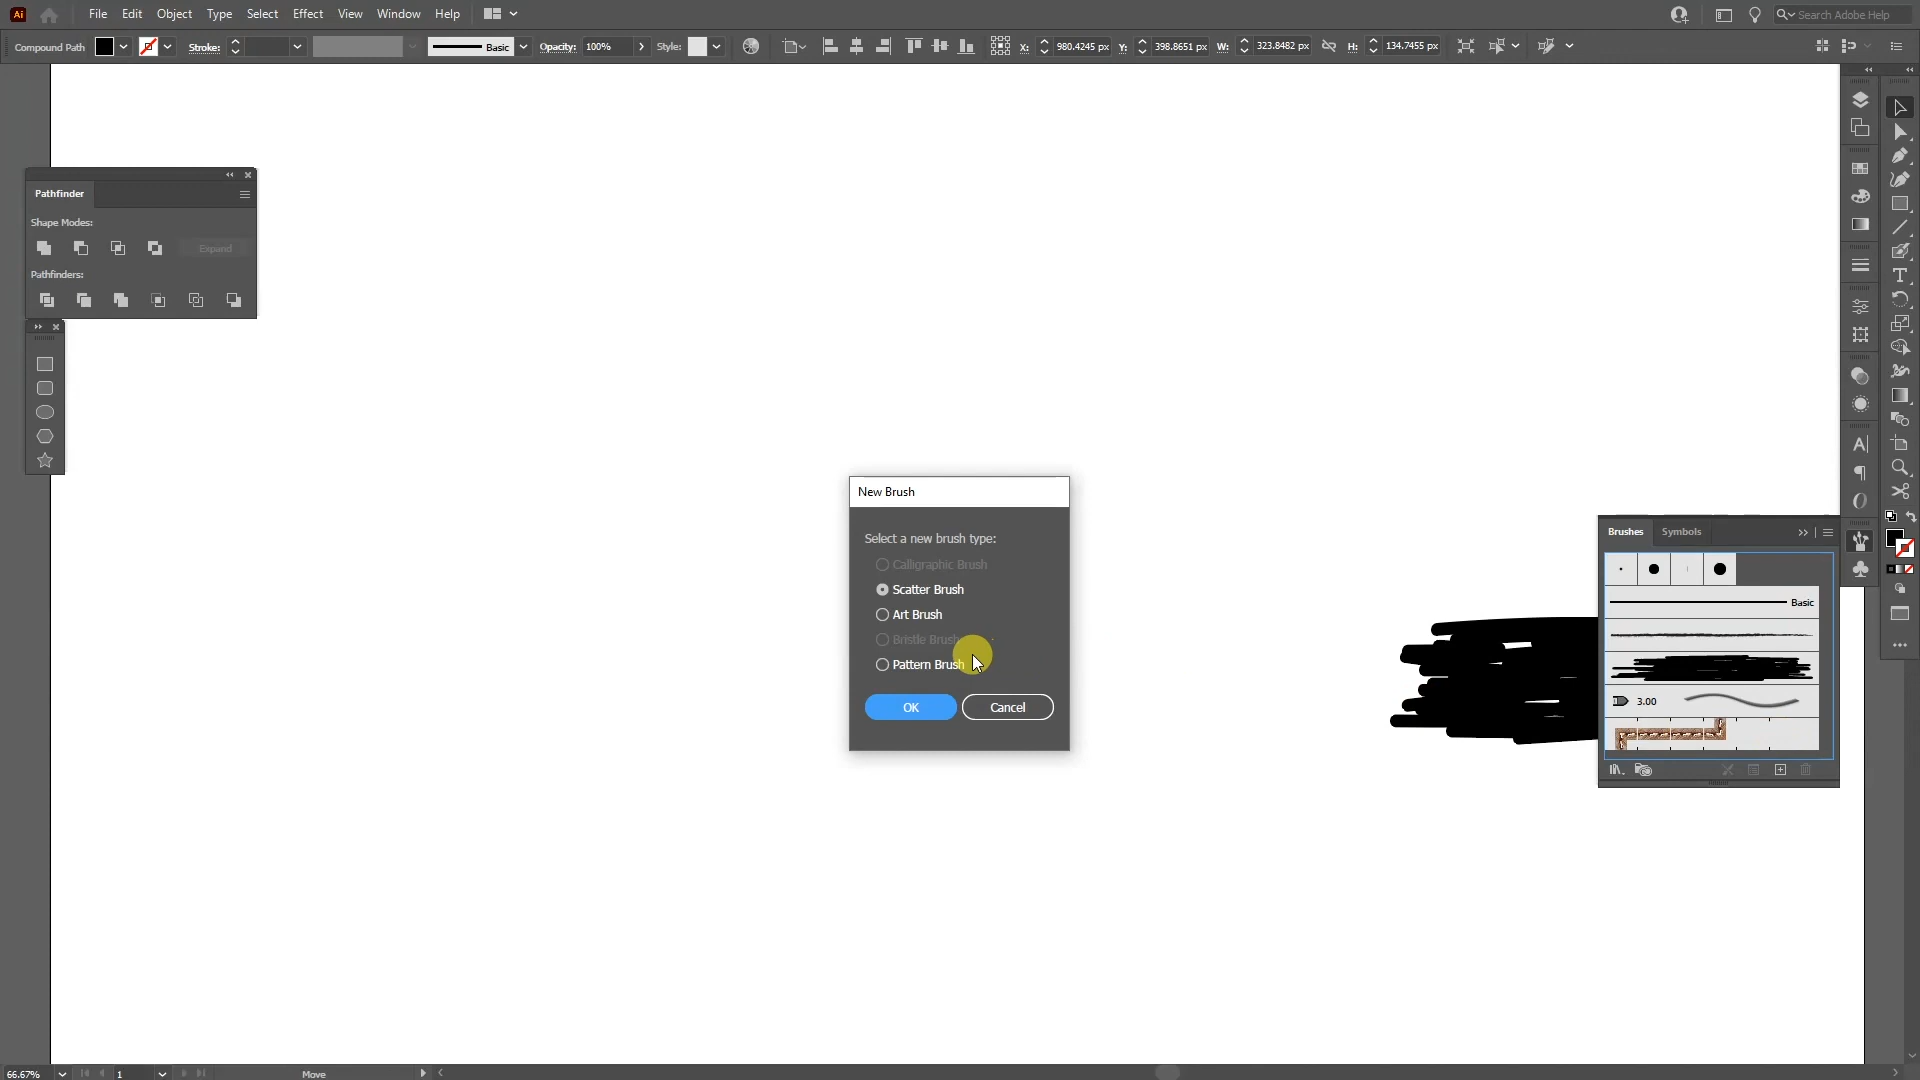 Ai File Edit Object Type Select Effect View Window Help Search Adobe Help
Compound Path Stroke: Basic Opacity: 100% Style: X: 980.4245 px Y: 398.8651 px W: 323.8482 px H: 134.7455 px
Pathfinder
Shape Modes:
Expand
Pathfinders:
New Brush
Select a new brush type:
Calligraphic Brush
Scatter Brush
Art Brush
Bristle Brush
Pattern Brush
OK Cancel
Brushes Symbols
Basic
3.00
66.67% 1 Move